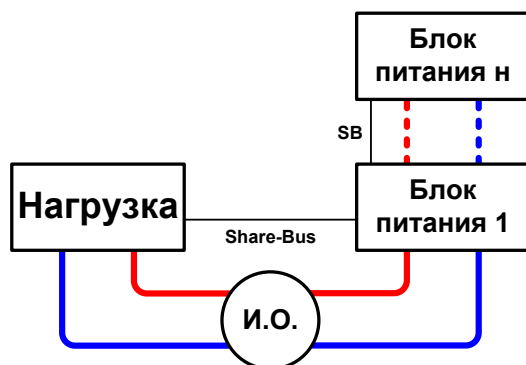 Блок
питания н
SB
Нагрузка
Share-Bus
Блок
питания 1
И.О.